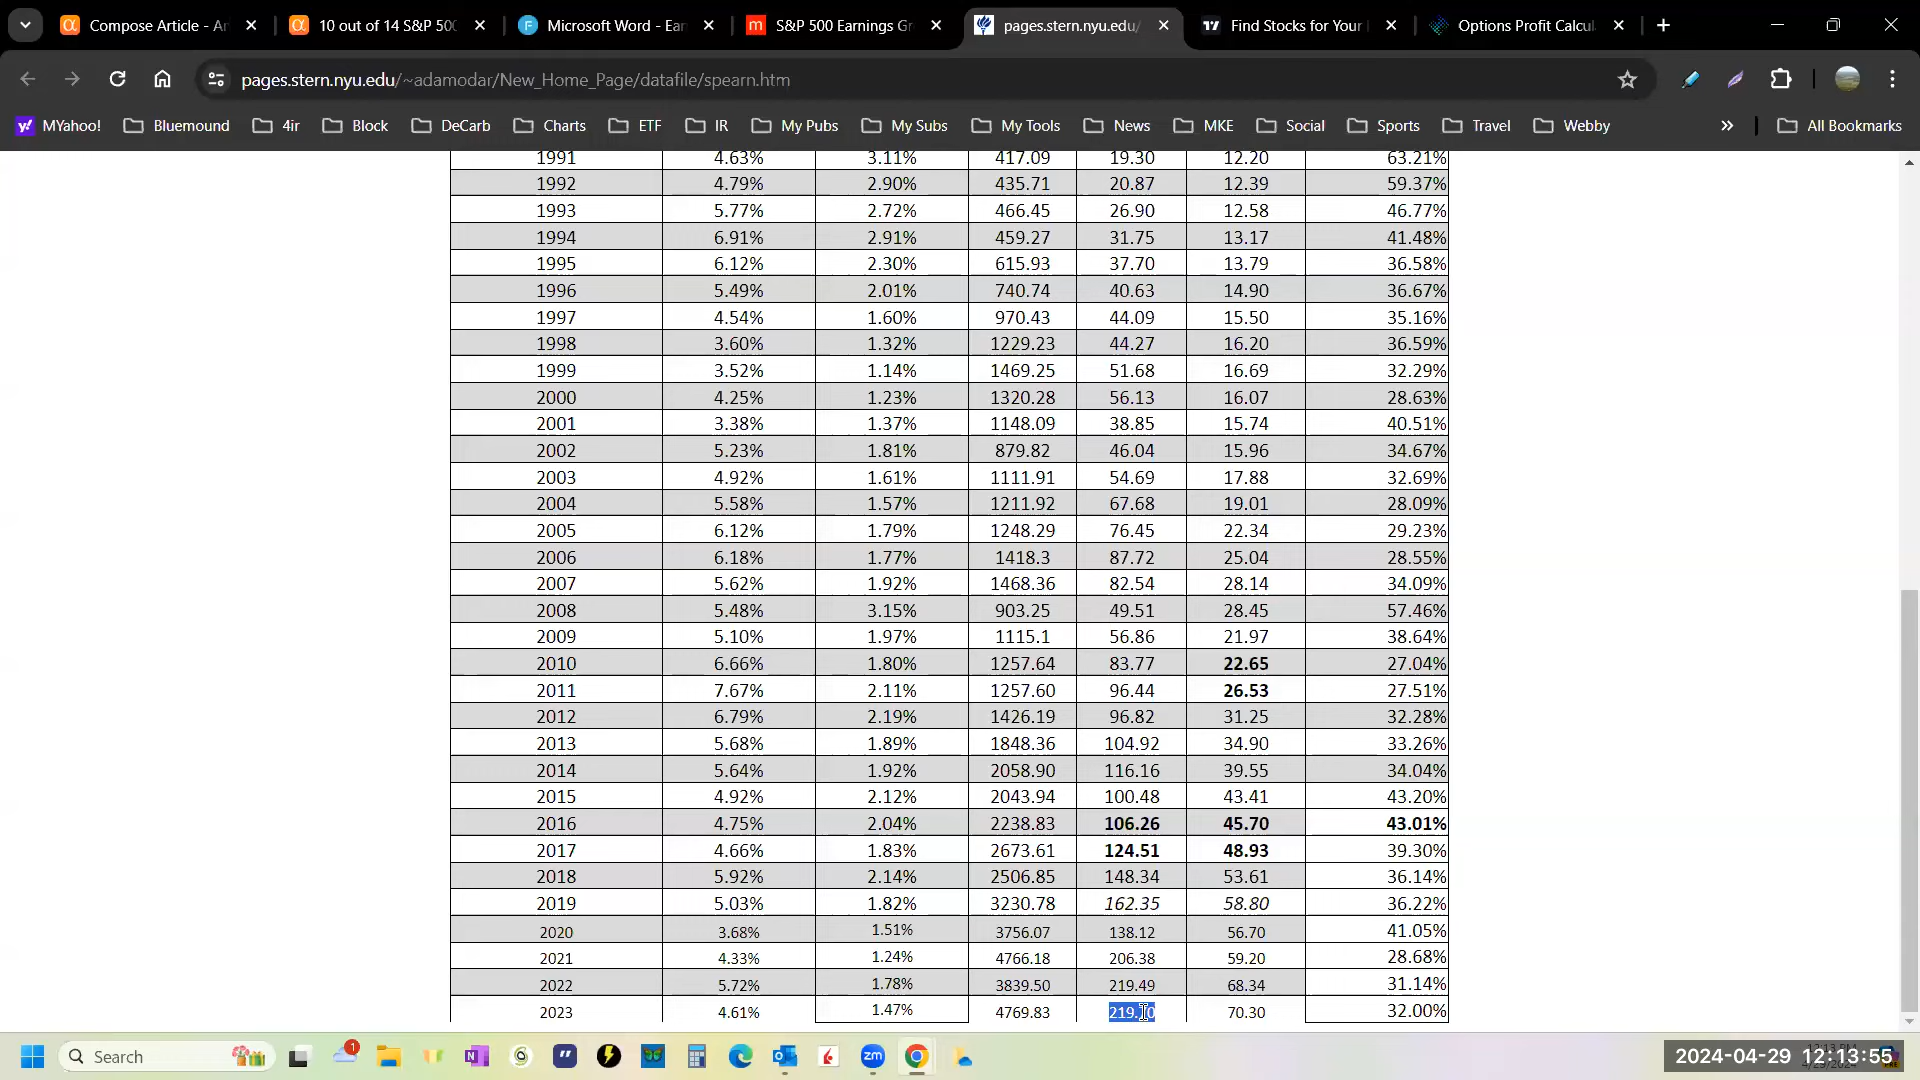 Compose Article - An 10 out of 14 S&P 500 Microsoft Word - Ear S&P 500 Earnings Gr pages.stern.nyu.edu/ Find Stocks for Your Options Profit Calcul
pages.stern.nyu.edu/~adamodar/New_Home_Page/datafile/spearn.htm
MYahoo! Bluemound 4ir Block DeCarb Charts ETF IR My Pubs My Subs My Tools News MKE Social Sports Travel Webby All Bookmarks
1991 4.63% 3.11% 417.09 19.30 12.20 63.21%
1992 4.79% 2.90% 435.71 20.87 12.39 59.37%
1993 5.77% 2.72% 466.45 26.90 12.58 46.77%
1994 6.91% 2.91% 459.27 31.75 13.17 41.48%
1995 6.12% 2.30% 615.93 37.70 13.79 36.58%
1996 5.49% 2.01% 740.74 40.63 14.90 36.67%
1997 4.54% 1.60% 970.43 44.09 15.50 35.16%
1998 3.60% 1.32% 1229.23 44.27 16.20 36.59%
1999 3.52% 1.14% 1469.25 51.68 16.69 32.29%
2000 4.25% 1.23% 1320.28 56.13 16.07 28.63%
2001 3.38% 1.37% 1148.09 38.85 15.74 40.51%
2002 5.23% 1.81% 879.82 46.04 15.96 34.67%
2003 4.92% 1.61% 1111.91 54.69 17.88 32.69%
2004 5.58% 1.57% 1211.92 67.68 19.01 28.09%
2005 6.12% 1.79% 1248.29 76.45 22.34 29.23%
2006 6.18% 1.77% 1418.3 87.72 25.04 28.55%
2007 5.62% 1.92% 1468.36 82.54 28.14 34.09%
2008 5.48% 3.15% 903.25 49.51 28.45 57.46%
2009 5.10% 1.97% 1115.1 56.86 21.97 38.64%
2010 6.66% 1.80% 1257.64 83.77 22.65 27.04%
2011 7.67% 2.11% 1257.60 96.44 26.53 27.51%
2012 6.79% 2.19% 1426.19 96.82 31.25 32.28%
2013 5.68% 1.89% 1848.36 104.92 34.90 33.26%
2014 5.64% 1.92% 2058.90 116.16 39.55 34.04%
2015 4.92% 2.12% 2043.94 100.48 43.41 43.20%
2016 4.75% 2.04% 2238.83 106.26 45.70 43.01%
2017 4.66% 1.83% 2673.61 124.51 48.93 39.30%
2018 5.92% 2.14% 2506.85 148.34 53.61 36.14%
2019 5.03% 1.82% 3230.78 162.35 58.80 36.22%
2020 3.68% 1.51% 3756.07 138.12 56.70 41.05%
2021 4.33% 1.24% 4766.18 206.38 59.20 28.68%
2022 5.72% 1.78% 3839.50 219.49 68.34 31.14%
2023 4.61% 1.47% 4769.83 70.30 32.00%
Search 1 zm 2024-04-29 12:13:55